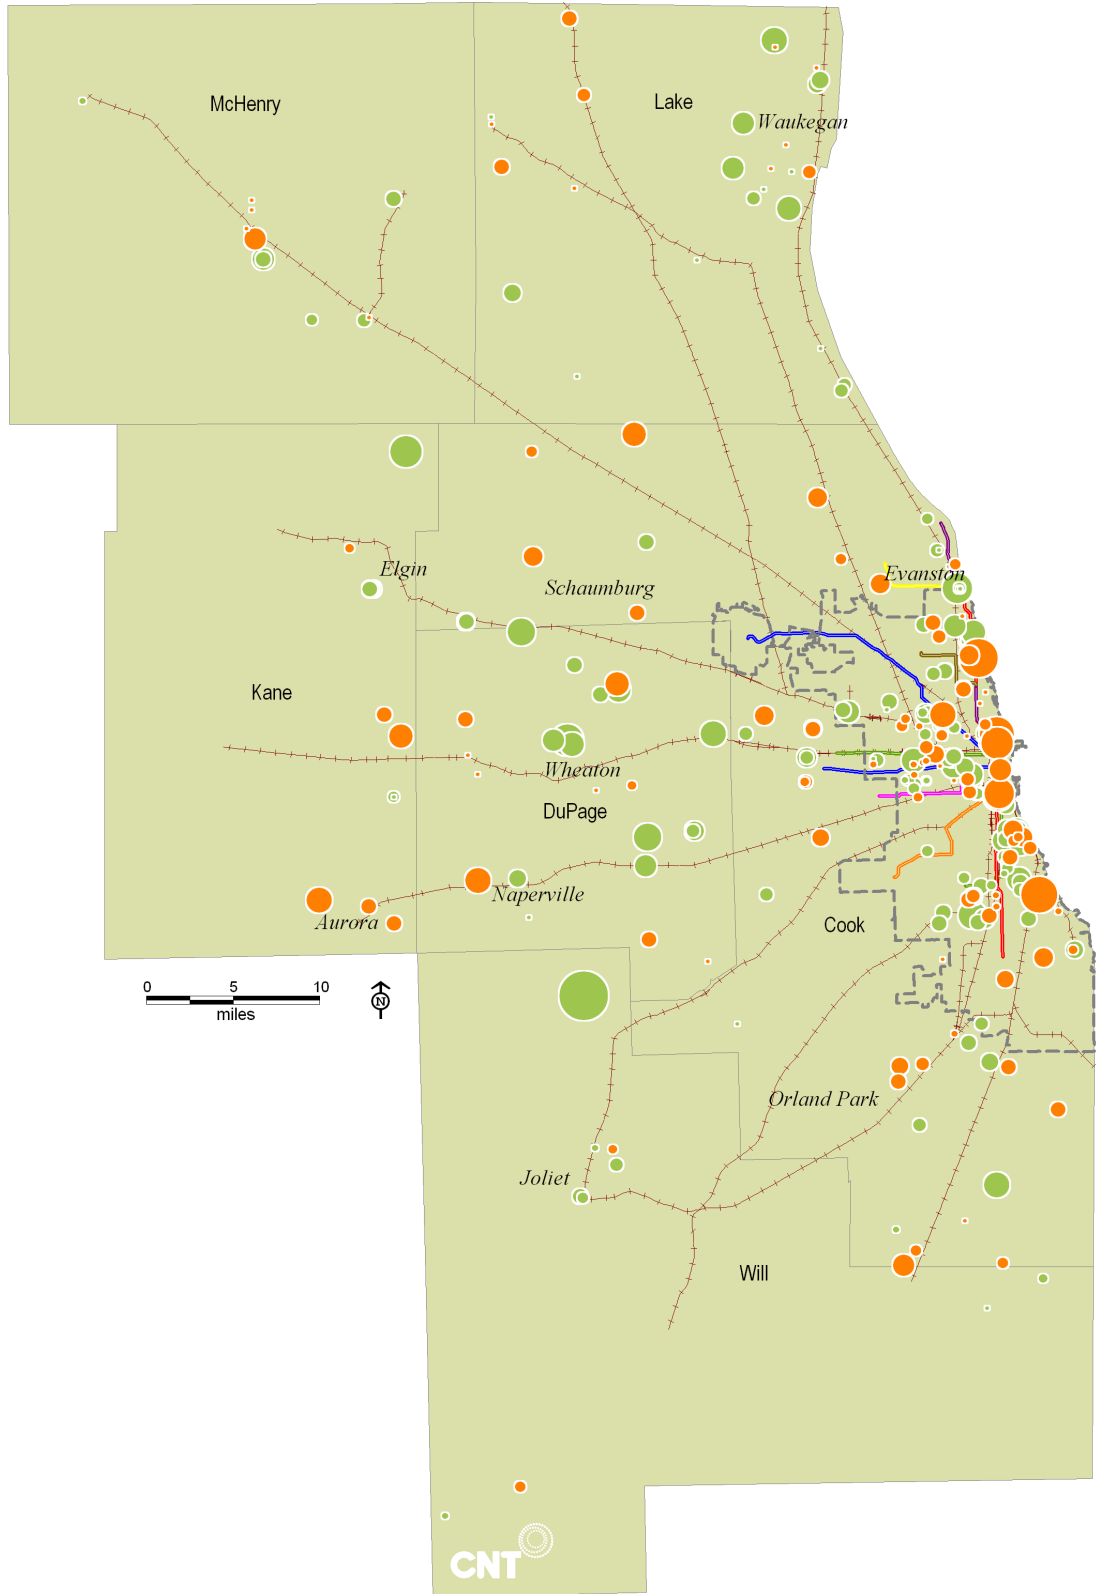 McHenry
Lake
Waukegan
Elgin
Schaumburg
Evanston
Kane
Wheaton
DuPage
Naperville
Aurora
Cook
0 5 10
miles
N
Orland Park
Joliet
Will
CNT